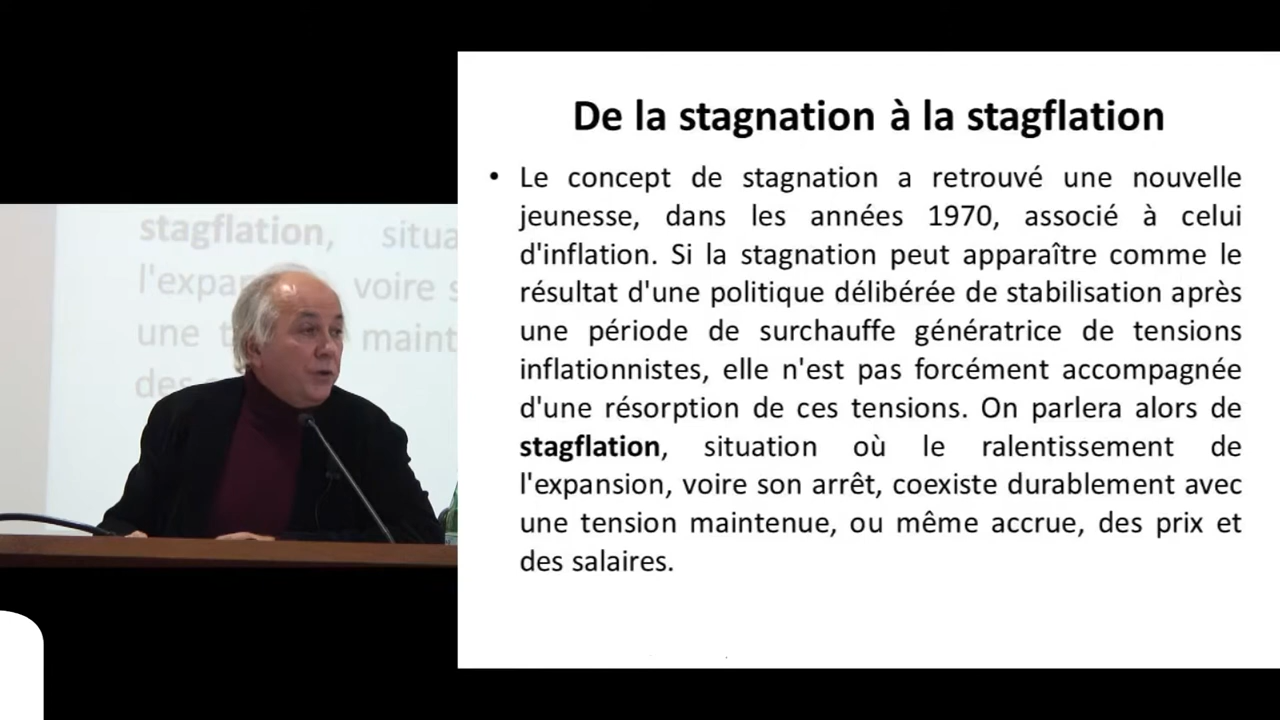 De la stagnation à la stagflation
• Le concept de stagnation a retrouvé une nouvelle
jeunesse, dans les années 1970, associé à celui
d'inflation. Si la stagnation peut apparaître comme le
résultat d'une politique délibérée de stabilisation après
une période de surchauffe génératrice de tensions
inflationnistes, elle n'est pas forcément accompagnée
d'une résorption de ces tensions. On parlera alors de
stagflation, situation où le ralentissement de
l'expansion, voire son arrêt, coexiste durablement avec
une tension maintenue, ou même accrue, des prix et
des salaires.
stagflation, situa
l'expan voire s
une t maint
des